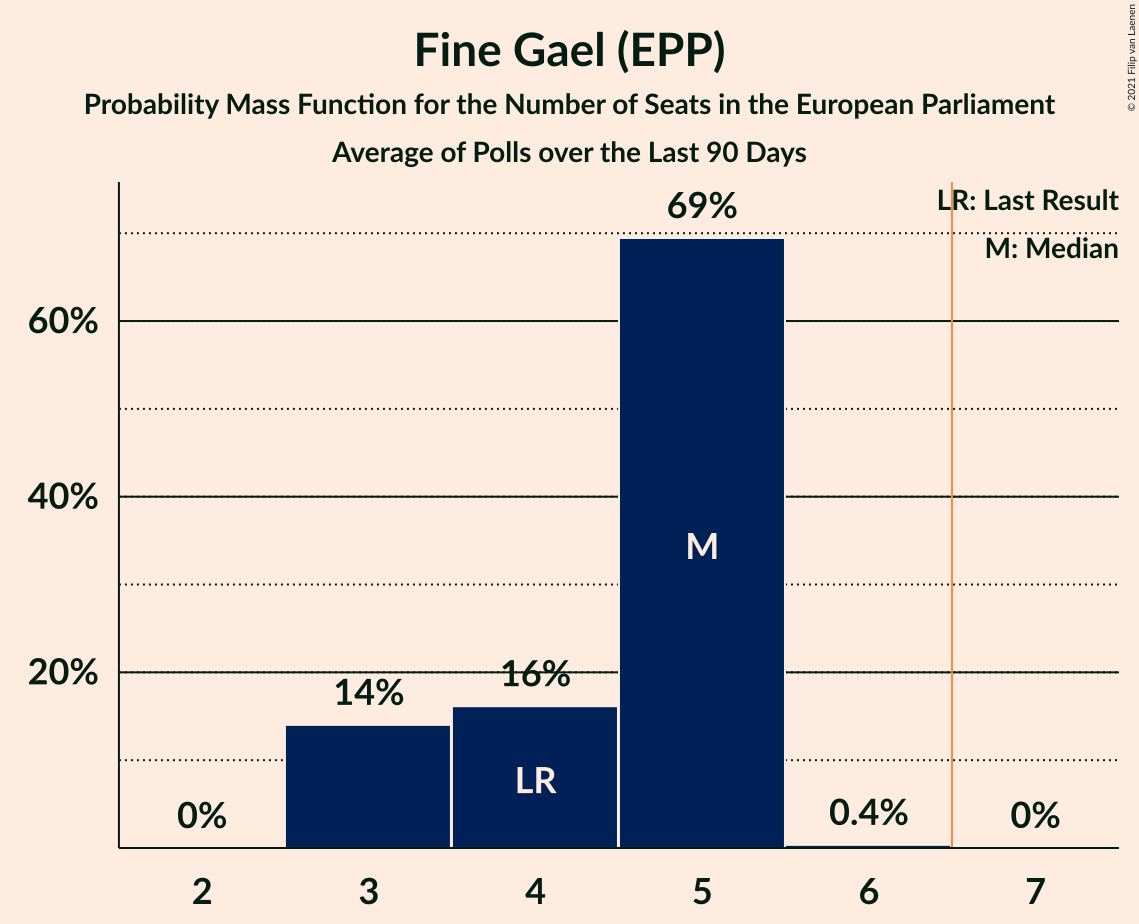 Fine Gael (EPP)
Probability Mass Function for the Number of Seats in the European Parliament
Average of Polls over the Last 90 Days
© 2021 Filip van Laenen
LR: Last Result
M: Median
69%
60%
40%
M
20%
16%
14%
LR
0%
0.4%
0%
2 3 4 5 6 7